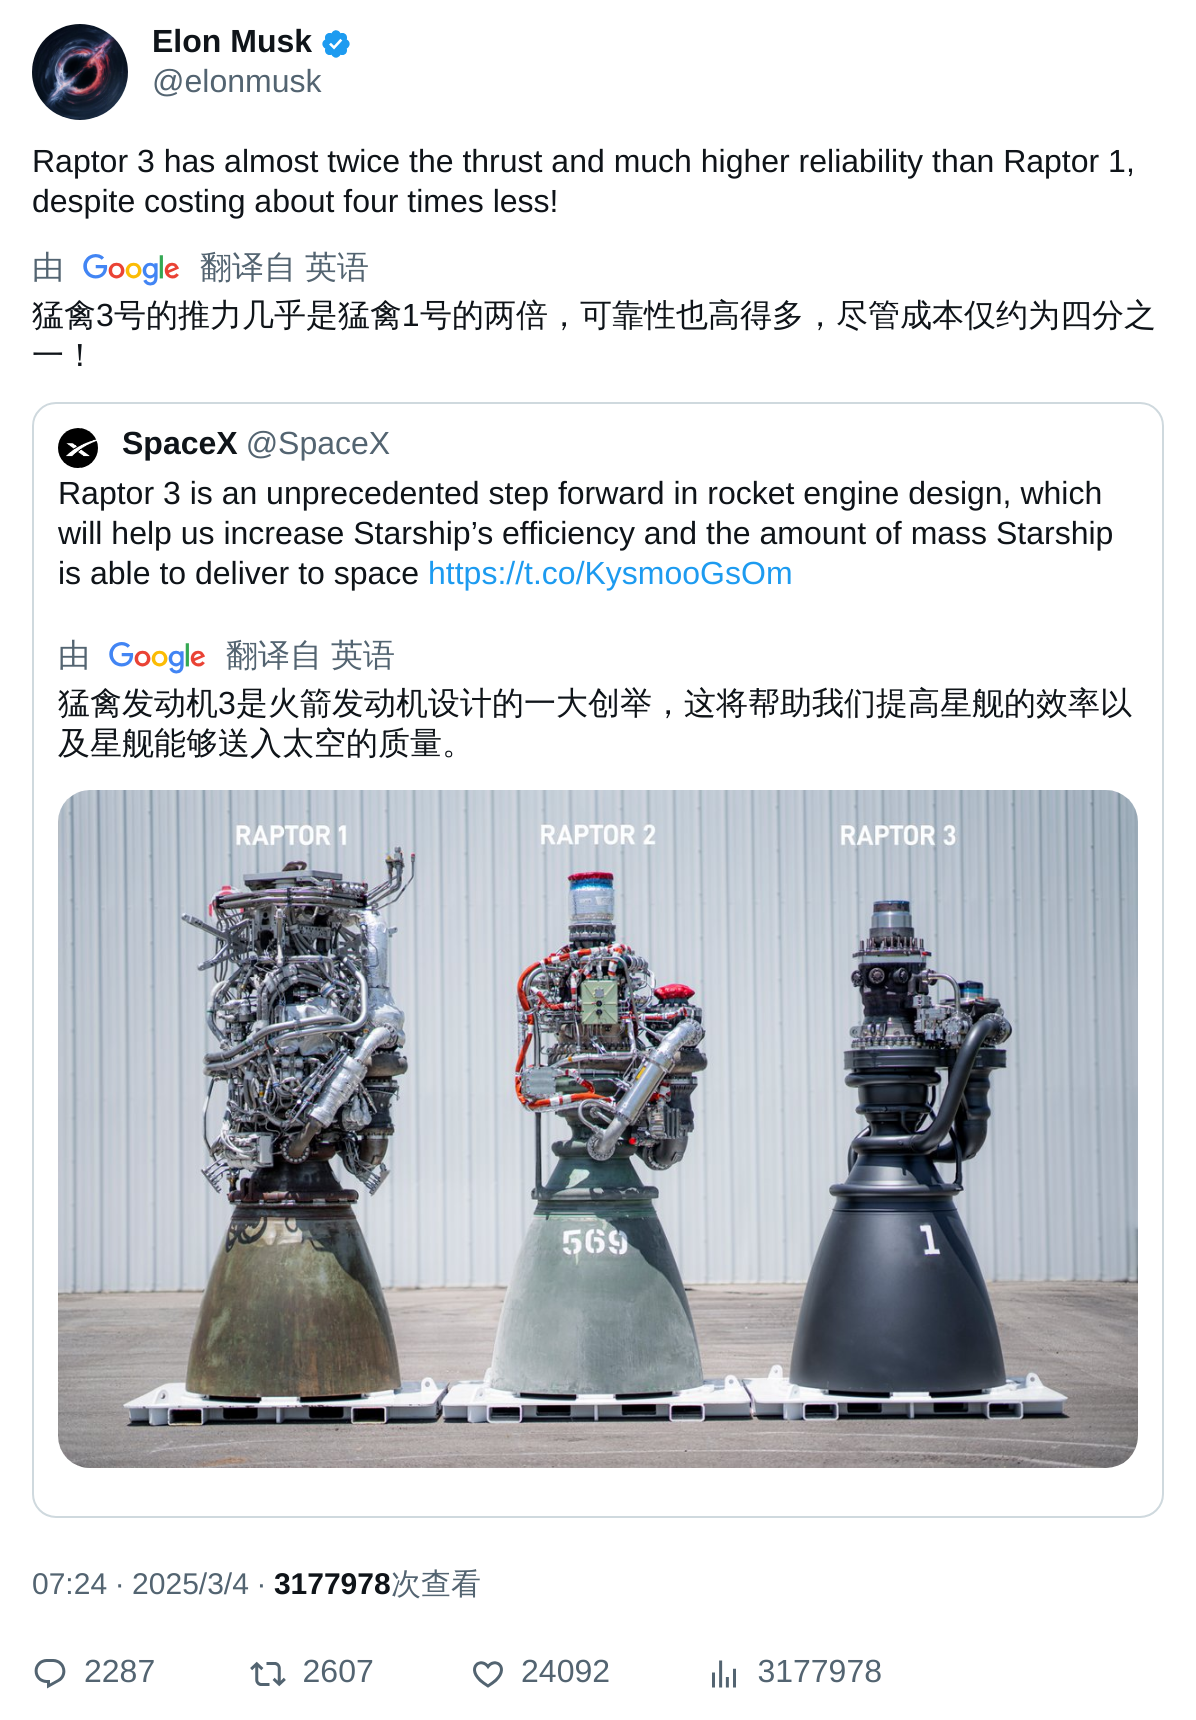 Elon Musk
@elonmusk
Raptor 3 has almost twice the thrust and much higher reliability than Raptor 1,
despite costing about four times less!
由 Google 翻译自 英语
猛禽3号的推力几乎是猛禽1号的两倍，可靠性也高得多，尽管成本仅约为四分之
一！
SpaceX @SpaceX
Raptor 3 is an unprecedented step forward in rocket engine design, which
will help us increase Starship’s efficiency and the amount of mass Starship
is able to deliver to space https://t.co/KysmooGsOm
由 Google 翻译自 英语
猛禽发动机3是火箭发动机设计的一大创举，这将帮助我们提高星舰的效率以
及星舰能够送入太空的质量。
RAPTOR 1 RAPTOR 2 RAPTOR 3
569 1
07:24 · 2025/3/4 · 3177978次查看
2287 2607 24092 3177978